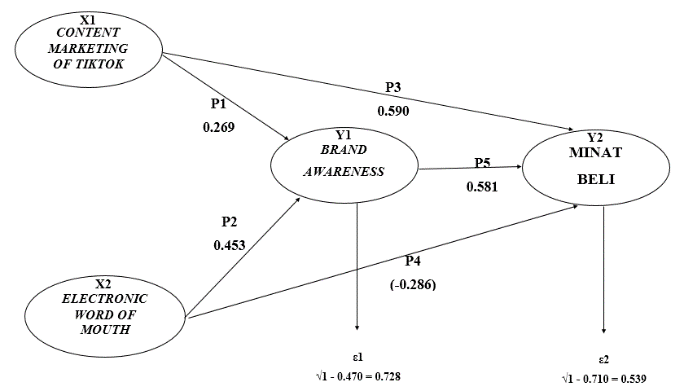 X1
CONTENT
MARKETING
OF TIKTOK
P3
0.590
P1
0.269
Y1
BRAND
AWARENESS
Y2
MINAT
BELI
P5
0.581
P2
0.453
P4
(-0.286)
X2
ELECTRONIC
WORD OF
MOUTH
ε1
√1 - 0.470 = 0.728
ε2
√1 - 0.710 = 0.539